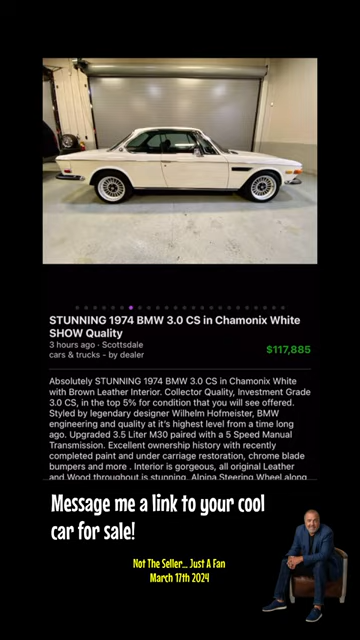 STUNNING 1974 BMW 3.0 CS in Chamonix White
SHOW Quality
3 hours ago · Scottsdale
cars & trucks - by dealer
$117,885
Absolutely STUNNING 1974 BMW 3.0 CS in Chamonix White
with Brown Leather Interior. Collector Quality, Investment Grade
3.0 CS, in the top 5% for condition that you will see offered.
Styled by legendary designer Wilhelm Hofmeister, BMW
engineering and quality at it's highest level from a time long
ago. Upgraded 3.5 Liter M30 paired with a 5 Speed Manual
Transmission. Excellent ownership history with recently
completed paint and under carriage restoration, chrome blade
bumpers and more . Interior is gorgeous, all original Leather
and Wood throughout is stunning. Alpina Steering Wheel along
Message me a link to your cool
car for sale!
Not The Seller... Just A Fan
March 17th 2024